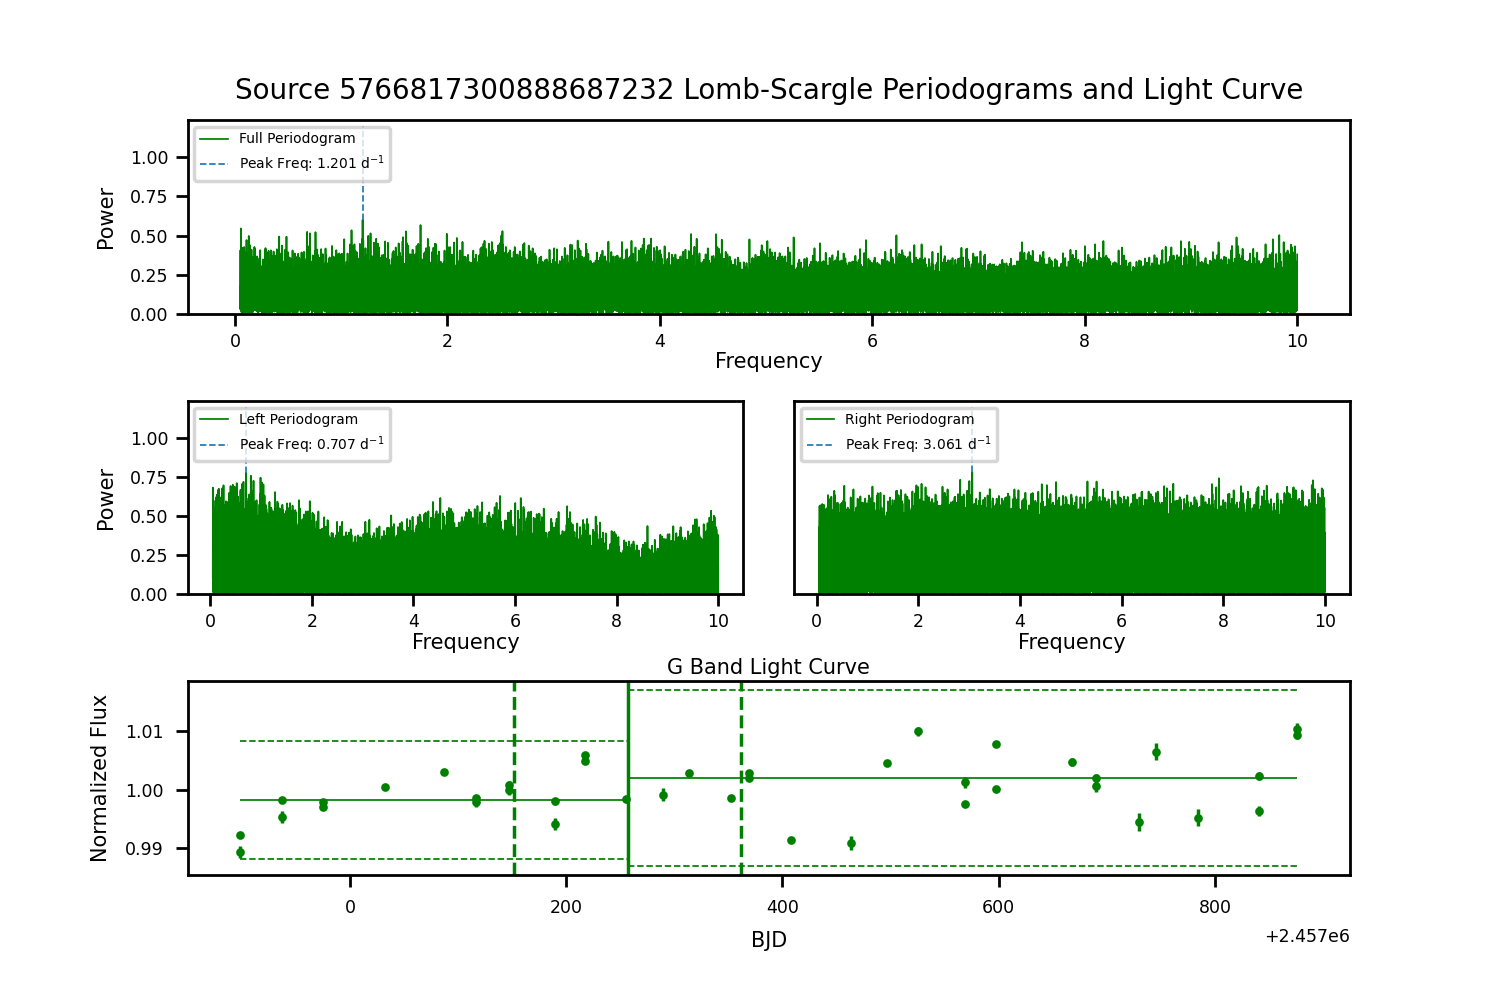 Source 5766817300888687232 Lomb-Scargle Periodograms and Light Curve
Full Periodogram
Peak Freq: 1.201 d⁻¹
Power
1.00
0.75
0.50
0.25
0.00
0 2 4 6 8 10
Frequency
Left Periodogram
Peak Freq: 0.707 d⁻¹
Power
1.00
0.75
0.50
0.25
0.00
0 2 4 6 8 10
Frequency
Right Periodogram
Peak Freq: 3.061 d⁻¹
0 2 4 6 8 10
Frequency
G Band Light Curve
Normalized Flux
1.01
1.00
0.99
0 200 400 600 800
BJD
+2.457e6